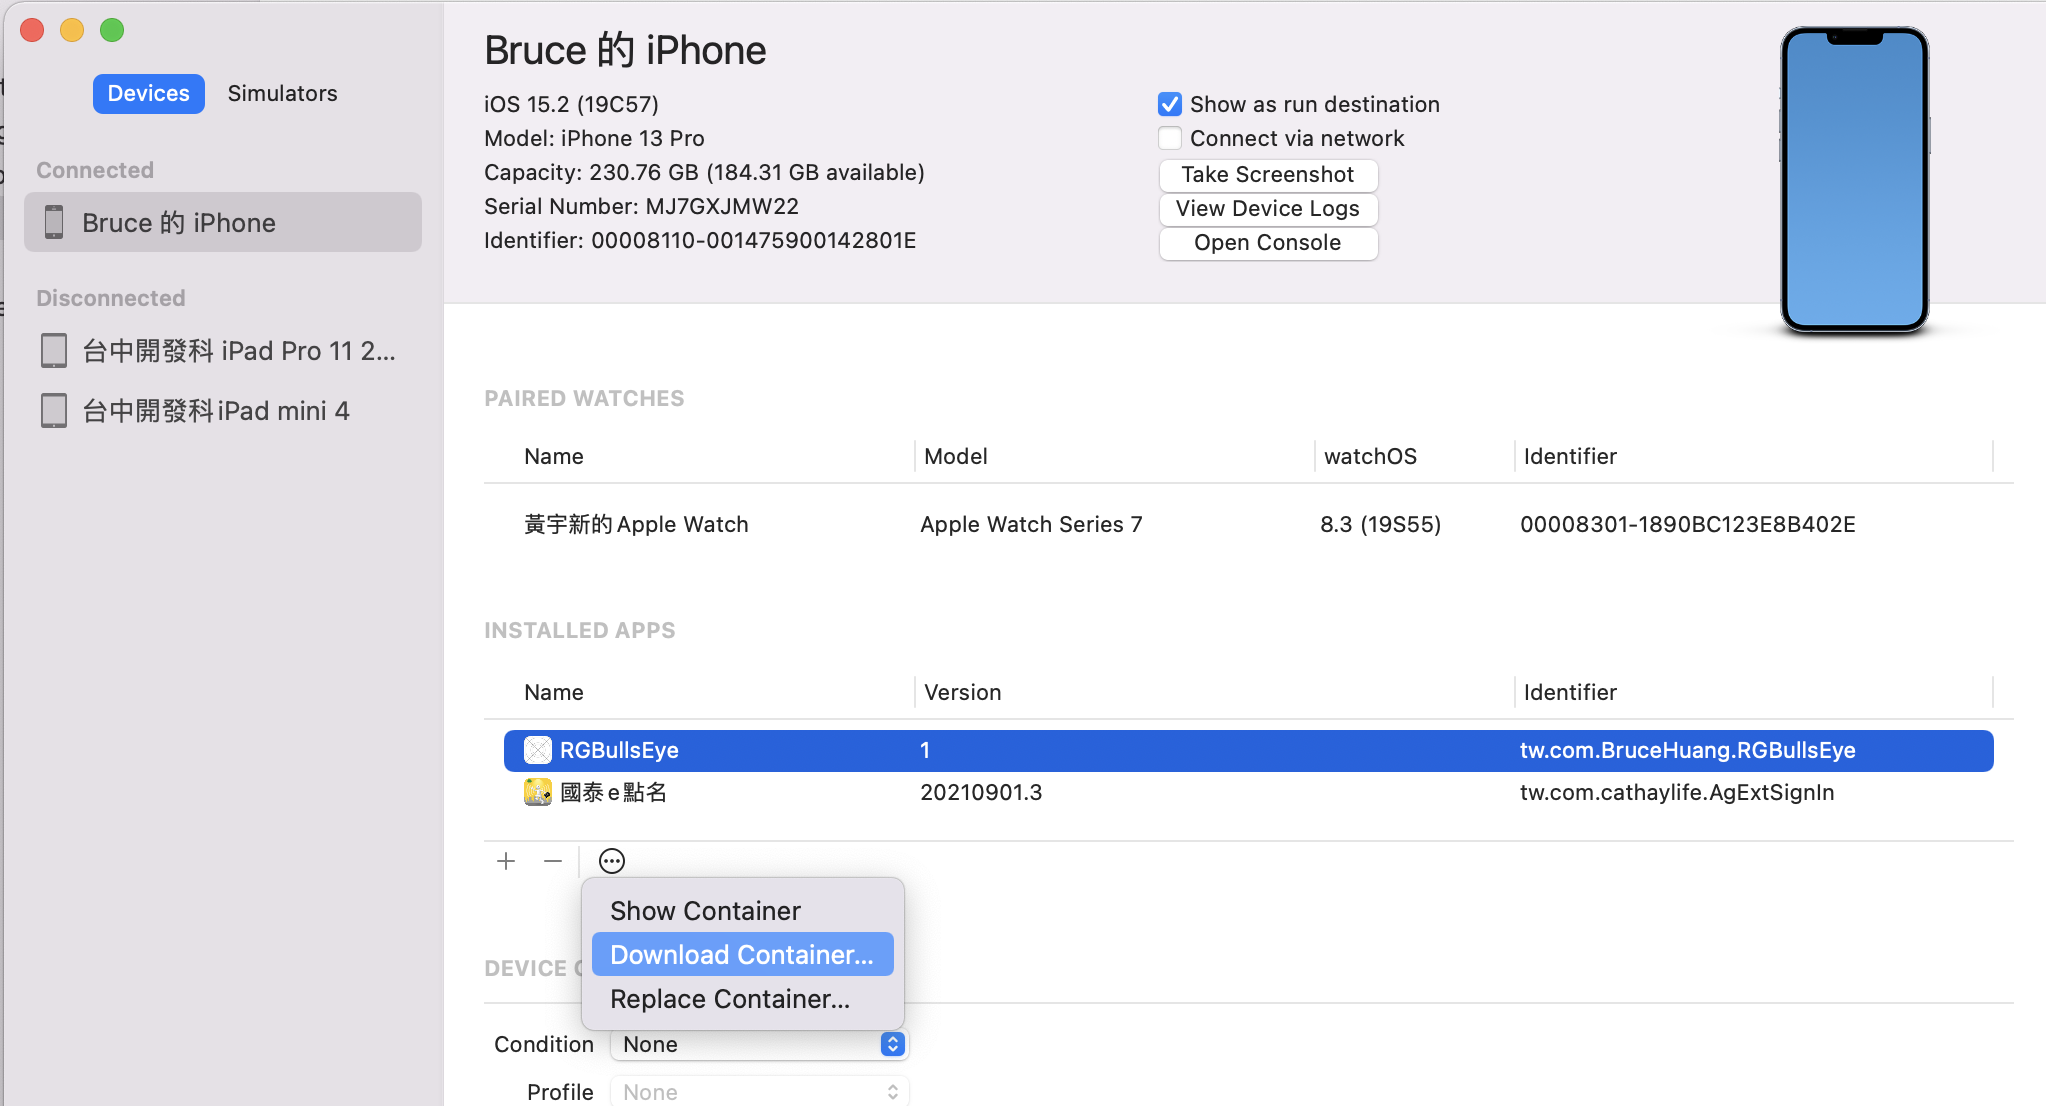 Devices Simulators
Connected
Bruce 的 iPhone
Disconnected
台中開發科 iPad Pro 11 2...
台中開發科iPad mini 4
Bruce 的 iPhone
iOS 15.2 (19C57)
Model: iPhone 13 Pro
Capacity: 230.76 GB (184.31 GB available)
Serial Number: MJ7GXJMW22
Identifier: 00008110-001475900142801E
Show as run destination
Connect via network
Take Screenshot
View Device Logs
Open Console
PAIRED WATCHES
Name Model watchOS Identifier
黃宇新的 Apple Watch Apple Watch Series 7 8.3 (19S55) 00008301-1890BC123E8B402E
INSTALLED APPS
Name Version Identifier
RGBullsEye 1 tw.com.BruceHuang.RGBullsEye
國泰e點名 20210901.3 tw.com.cathaylife.AgExtSignIn
Show Container
Download Container...
Replace Container...
DEVICE
Condition None
Profile None